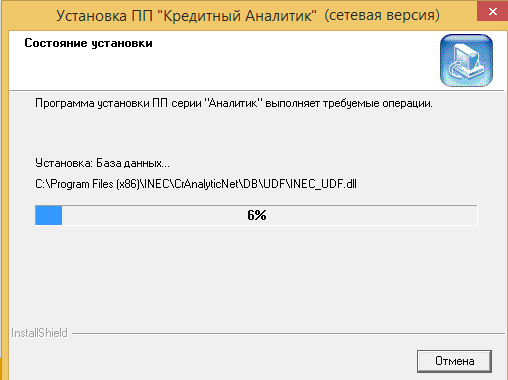 Установка ПП "Кредитный Аналитик" (сетевая версия)
Состояние установки
Программа установки ПП серии "Аналитик" выполняет требуемые операции.
Установка: База данных...
C:\Program Files (x86)\INEC\CrAnalyticNet\DB\UDF\INEC_UDF.dll
6%
InstallShield
Отмена